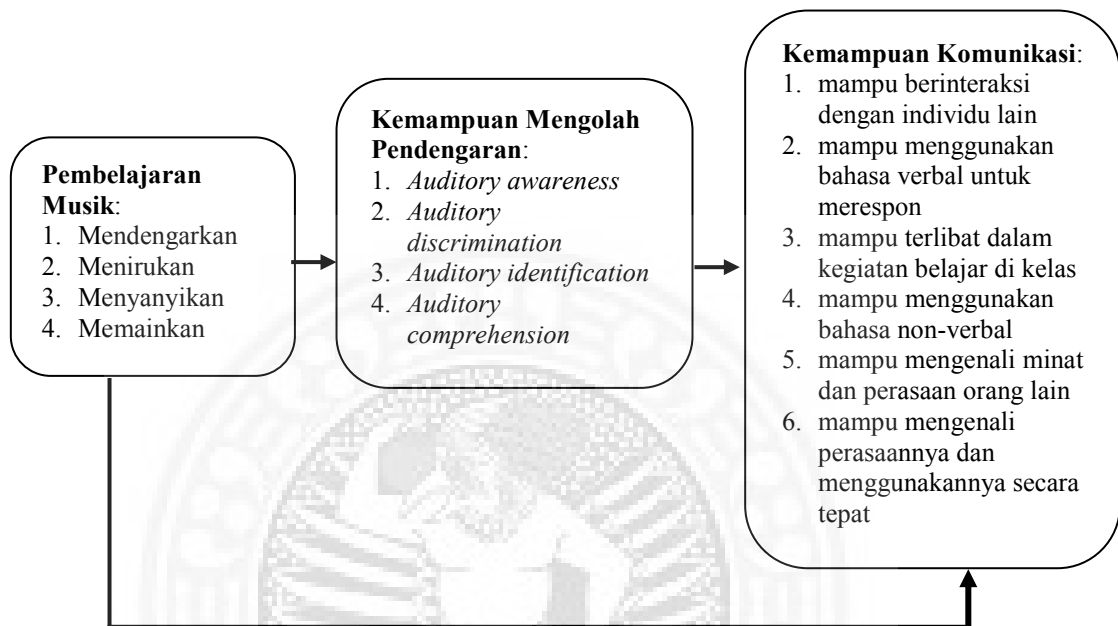 Pembelajaran
Musik:
1. Mendengarkan
2. Menirukan
3. Menyanyikan
4. Memainkan
Kemampuan Mengolah
Pendengaran:
1. Auditory awareness
2. Auditory
discrimination
3. Auditory identification
4. Auditory
comprehension
Kemampuan Komunikasi:
1. mampu berinteraksi
dengan individu lain
2. mampu menggunakan
bahasa verbal untuk
merespon
3. mampu terlibat dalam
kegiatan belajar di kelas
4. mampu menggunakan
bahasa non-verbal
5. mampu mengenali minat
dan perasaan orang lain
6. mampu mengenali
perasaannya dan
menggunakannya secara
tepat